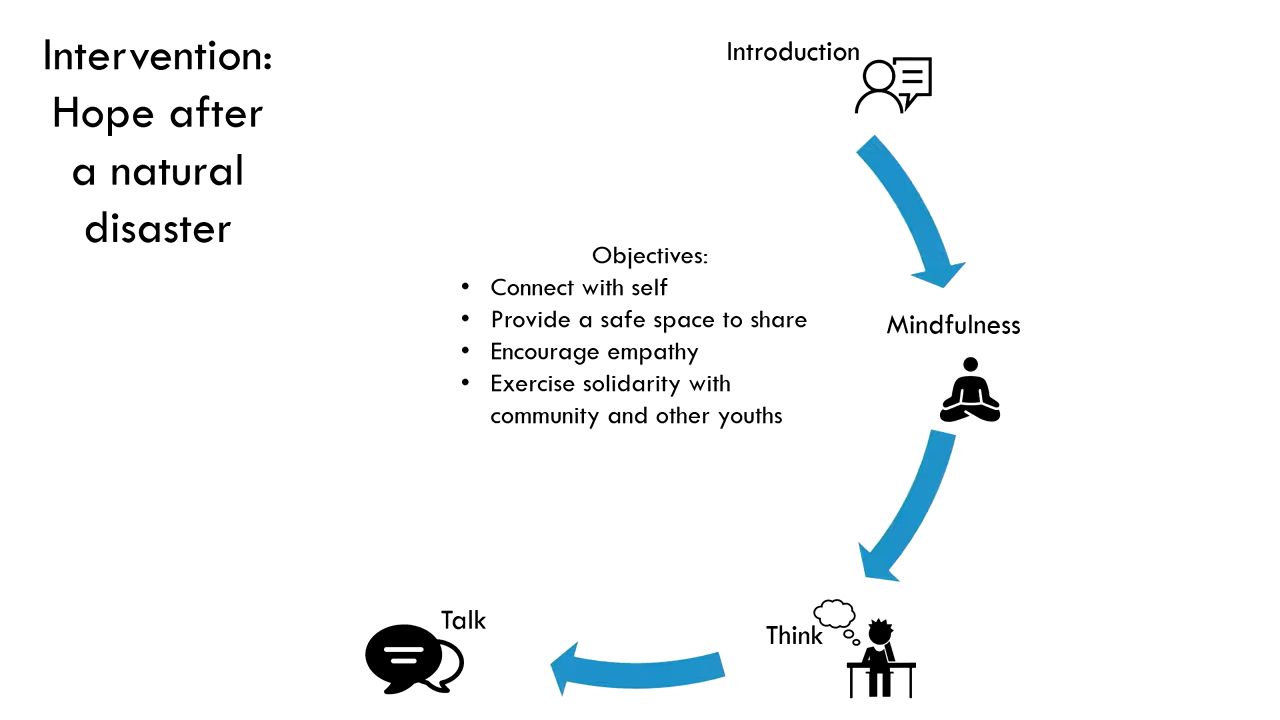 Intervention:
Hope after
a natural
disaster
Introduction
Objectives:
• Connect with self
• Provide a safe space to share
• Encourage empathy
• Exercise solidarity with
community and other youths
Mindfulness
Think
Talk